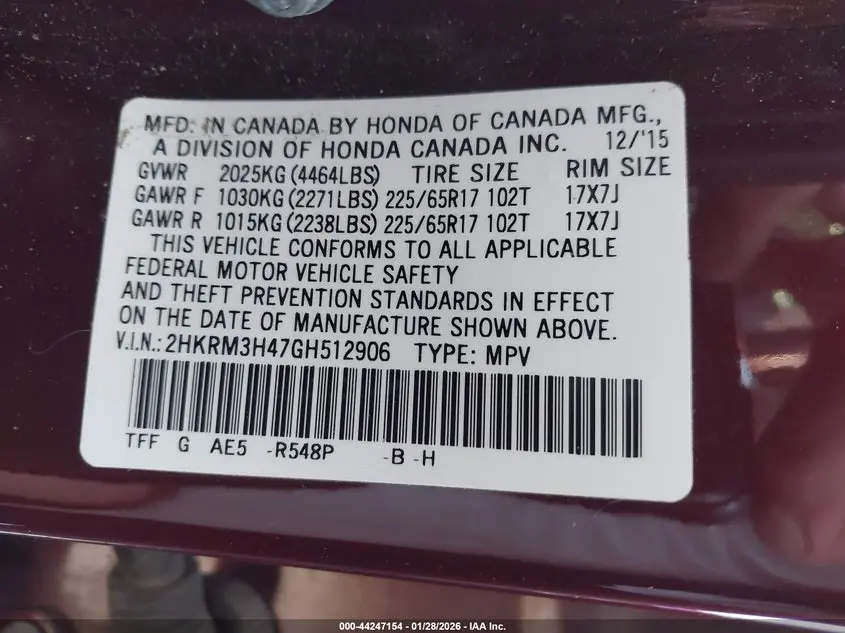 MFD. IN CANADA BY HONDA OF CANADA MFG.,
A DIVISION OF HONDA CANADA INC. 12/'15
GVWR 2025KG (4464LBS) TIRE SIZE RIM SIZE
GAWR F 1030KG (2271LBS) 225/65R17 102T 17X7J
GAWR R 1015KG (2238LBS) 225/65R17 102T 17X7J
THIS VEHICLE CONFORMS TO ALL APPLICABLE
FEDERAL MOTOR VEHICLE SAFETY
AND THEFT PREVENTION STANDARDS IN EFFECT
ON THE DATE OF MANUFACTURE SHOWN ABOVE.
V.I.N.: 2HKRM3H47GH512906 TYPE: MPV
TFF G AE5 -R548P -B -H
000-44247154 | 01/28/2026 - IAA Inc.